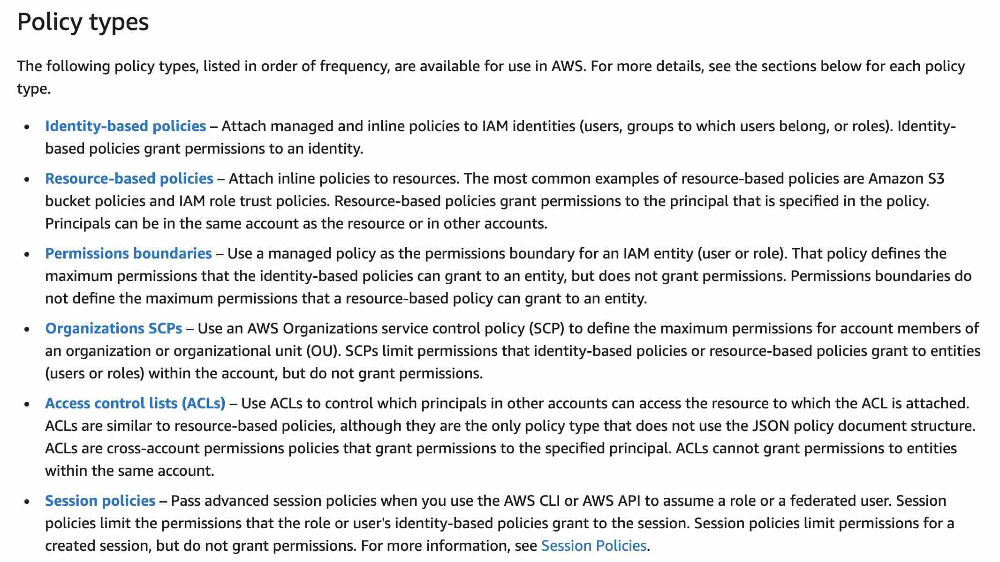 Policy types
The following policy types, listed in order of frequency, are available for use in AWS. For more details, see the sections below for each policy
type.
• Identity-based policies – Attach managed and inline policies to IAM identities (users, groups to which users belong, or roles). Identity-
based policies grant permissions to an identity.
• Resource-based policies – Attach inline policies to resources. The most common examples of resource-based policies are Amazon S3
bucket policies and IAM role trust policies. Resource-based policies grant permissions to the principal that is specified in the policy.
Principals can be in the same account as the resource or in other accounts.
• Permissions boundaries – Use a managed policy as the permissions boundary for an IAM entity (user or role). That policy defines the
maximum permissions that the identity-based policies can grant to an entity, but does not grant permissions. Permissions boundaries do
not define the maximum permissions that a resource-based policy can grant to an entity.
• Organizations SCPs – Use an AWS Organizations service control policy (SCP) to define the maximum permissions for account members of
an organization or organizational unit (OU). SCPs limit permissions that identity-based policies or resource-based policies grant to entities
(users or roles) within the account, but do not grant permissions.
• Access control lists (ACLs) – Use ACLs to control which principals in other accounts can access the resource to which the ACL is attached.
ACLs are similar to resource-based policies, although they are the only policy type that does not use the JSON policy document structure.
ACLs are cross-account permissions policies that grant permissions to the specified principal. ACLs cannot grant permissions to entities
within the same account.
• Session policies – Pass advanced session policies when you use the AWS CLI or AWS API to assume a role or a federated user. Session
policies limit the permissions that the role or user's identity-based policies grant to the session. Session policies limit permissions for a
created session, but do not grant permissions. For more information, see Session Policies.